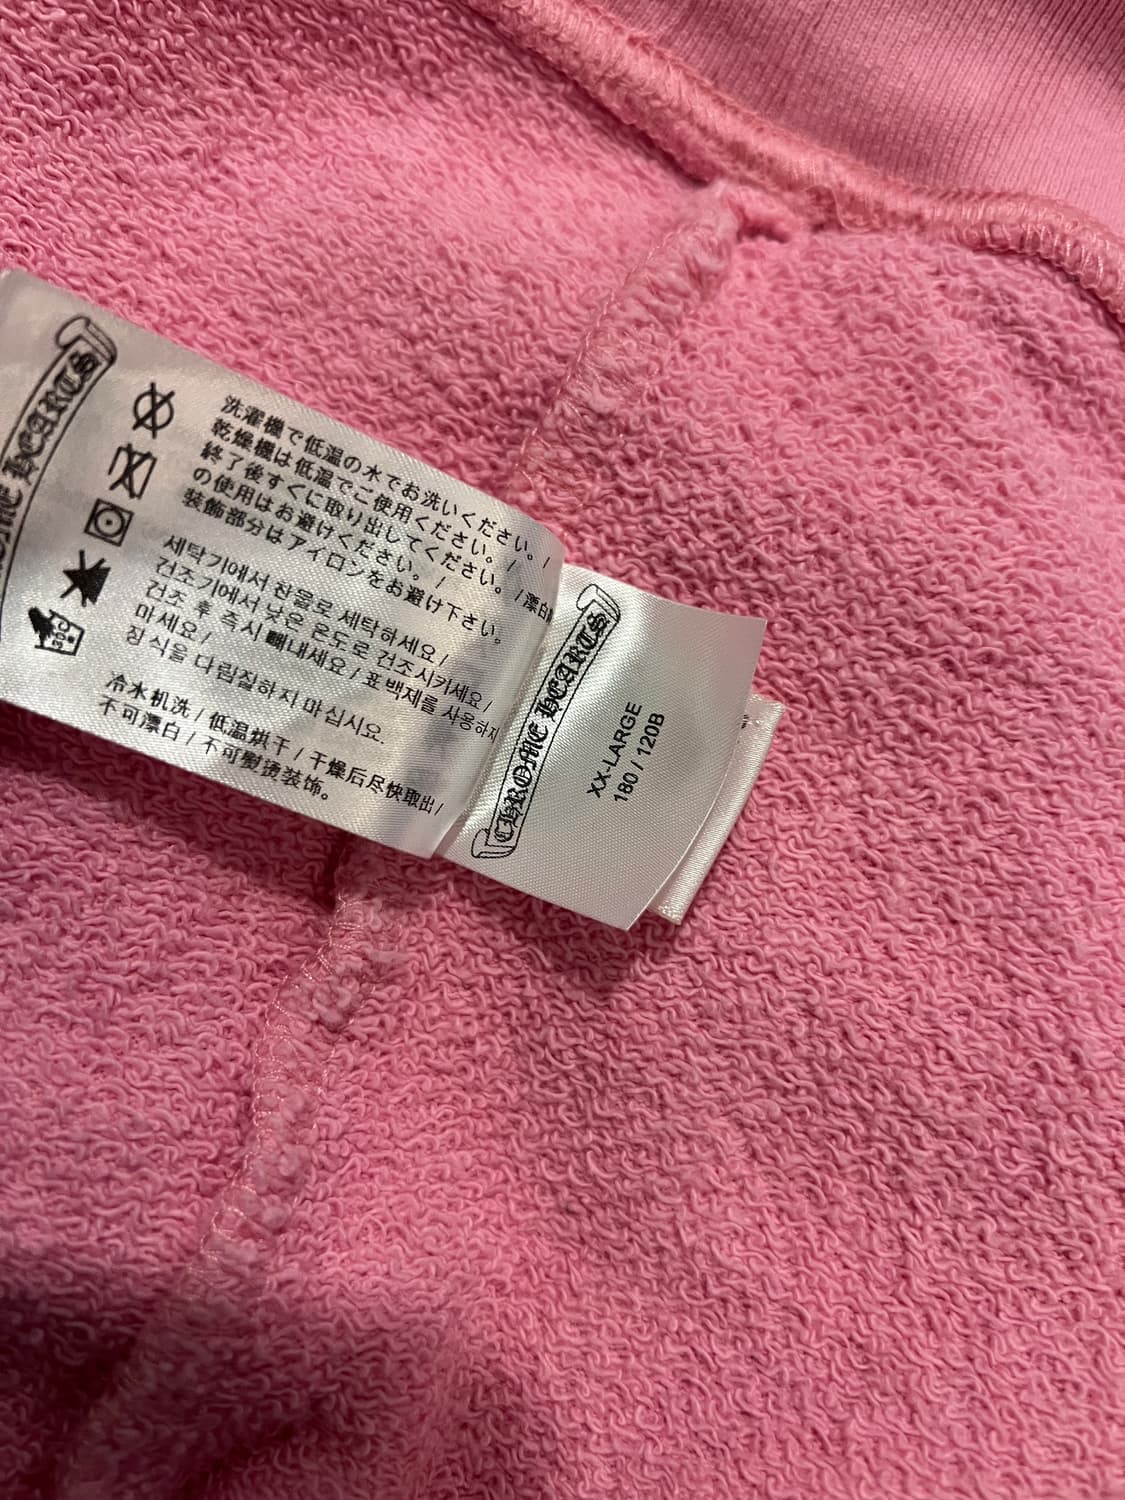 CHROME HEARTS
洗濯機で低温の水でお洗いください。/
乾燥機は低温でご使用ください。/
終了後すぐに取り出してください。/漂白
の使用はお避けください。/
装飾部分はアイロンをお避け下さい。
세탁기에서 찬물로 세탁하세요/
건조기에서 낮은 온도로 건조시키세요/
건조 후 즉시 빼내세요/표백제를 사용하지
마세요/
장식을 다림질하지 마십시요.
冷水机洗/低温烘干/干燥后尽快取出/
不可漂白/不可熨烫装饰。
CHROME HEARTS
XX-LARGE
180 / 120B